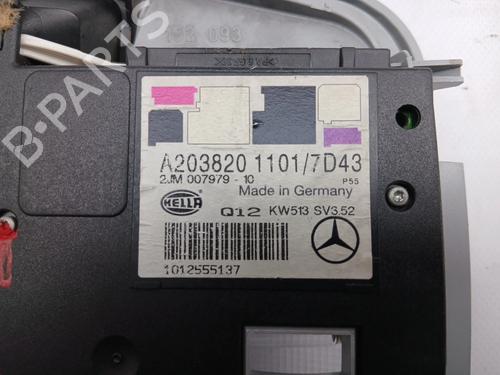 A203820 1101/7D43
2JM 007979-10 P55
Made in Germany
HELLA
Q12 KW513 SV3.52
1012555137
B-PARTS